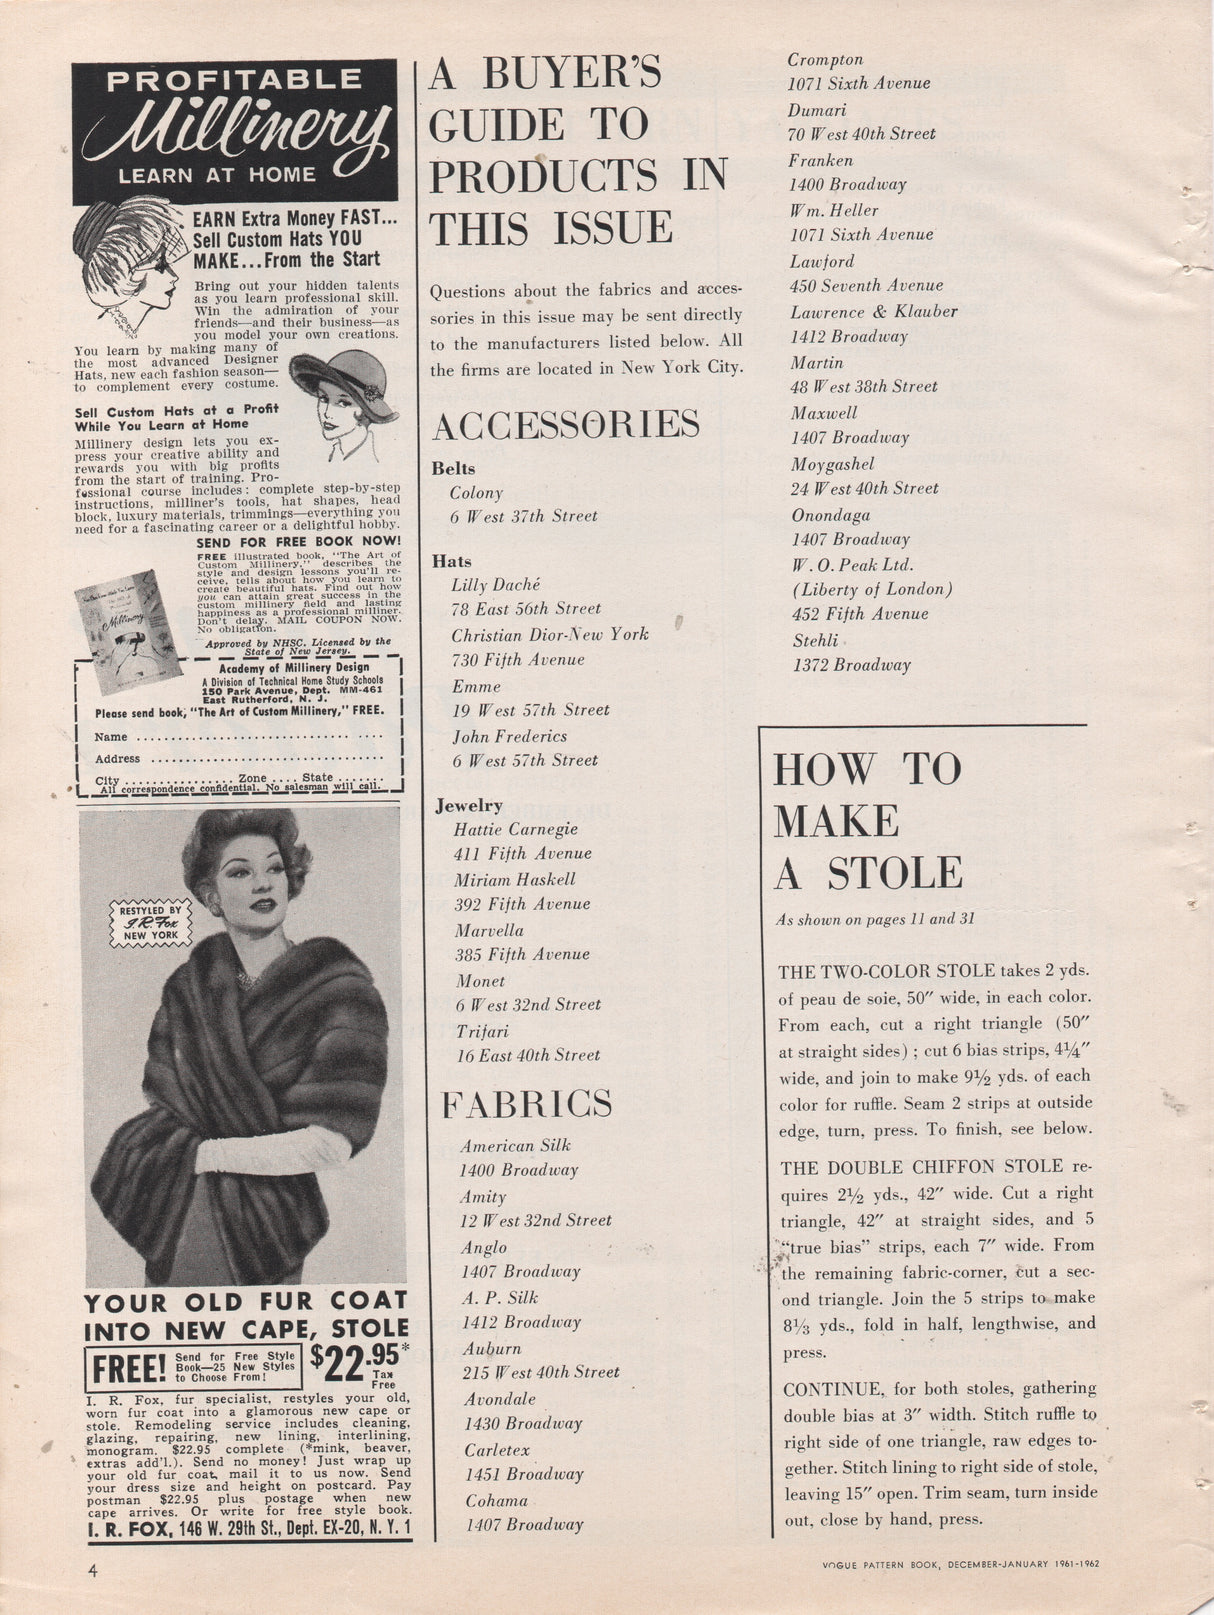 PROFITABLE
Millinery
LEARN AT HOME
EARN Extra Money FAST...
Sell Custom Hats YOU
MAKE...From the Start
Bring out your hidden talents
as you learn professional skill.
Win the admiration of your
friends—and their business—as
you model your own creations.
You learn by making many of
the most advanced Designer
Hats, new each fashion season—
to complement every costume.
Sell Custom Hats at a Profit
While You Learn at Home
Millinery design lets you ex-
press your creative ability and
rewards you with big profits
from the start of training. Pro-
fessional course includes: complete step-by-step
instructions, milliner's tools, hat shapes, head
block, luxury materials, trimmings—everything you
need for a fascinating career or a delightful hobby.
SEND FOR FREE BOOK NOW!
FREE illustrated book, "The Art of
Custom Millinery," describes the
style and design lessons you'll re-
ceive, tells about how you learn to
create beautiful hats. Find out how
you can attain great success in the
custom millinery field and lasting
happiness as a professional milliner.
Don't delay. MAIL COUPON NOW.
No obligation.
Approved by NHSC. Licensed by the
State of New Jersey.
Millinery
Academy of Millinery Design
A Division of Technical Home Study Schools
150 Park Avenue, Dept. MM-461
East Rutherford, N. J.
Please send book, "The Art of Custom Millinery," FREE.
Name ................................
Address ................................
City ................ Zone .... State .......
All correspondence confidential. No salesman will call.
RESTYLED BY
I.R. Fox
NEW YORK
YOUR OLD FUR COAT
INTO NEW CAPE, STOLE
FREE! Send for Free Style
Book—25 New Styles
to Choose From!
$22.95*
Tax
Free
I. R. Fox, fur specialist, restyles your old,
worn fur coat into a glamorous new cape or
stole. Remodeling service includes cleaning,
glazing, repairing, new lining, interlining,
monogram. $22.95 complete (*mink, beaver,
extras add'l.). Send no money! Just wrap up
your old fur coat, mail it to us now. Send
your dress size and height on postcard. Pay
postman $22.95 plus postage when new
cape arrives. Or write for free style book.
I. R. FOX, 146 W. 29th St., Dept. EX-20, N. Y. 1
A BUYER'S
GUIDE TO
PRODUCTS IN
THIS ISSUE
Questions about the fabrics and acces-
sories in this issue may be sent directly
to the manufacturers listed below. All
the firms are located in New York City.
ACCESSORIES
Belts
Colony
6 West 37th Street
Hats
Lilly Daché
78 East 56th Street
Christian Dior-New York
730 Fifth Avenue
Emme
19 West 57th Street
John Frederics
6 West 57th Street
Jewelry
Hattie Carnegie
411 Fifth Avenue
Miriam Haskell
392 Fifth Avenue
Marvella
385 Fifth Avenue
Monet
6 West 32nd Street
Trifari
16 East 40th Street
FABRICS
American Silk
1400 Broadway
Amity
12 West 32nd Street
Anglo
1407 Broadway
A. P. Silk
1412 Broadway
Auburn
215 West 40th Street
Avondale
1430 Broadway
Carletex
1451 Broadway
Cohama
1407 Broadway
Crompton
1071 Sixth Avenue
Dumari
70 West 40th Street
Franken
1400 Broadway
Wm. Heller
1071 Sixth Avenue
Lawford
450 Seventh Avenue
Lawrence & Klauber
1412 Broadway
Martin
48 West 38th Street
Maxwell
1407 Broadway
Moygashel
24 West 40th Street
Onondaga
1407 Broadway
W. O. Peak Ltd.
(Liberty of London)
452 Fifth Avenue
Stehli
1372 Broadway
HOW TO
MAKE
A STOLE
As shown on pages 11 and 31
THE TWO-COLOR STOLE takes 2 yds.
of peau de soie, 50″ wide, in each color.
From each, cut a right triangle (50″
at straight sides) ; cut 6 bias strips, 4¼″
wide, and join to make 9½ yds. of each
color for ruffle. Seam 2 strips at outside
edge, turn, press. To finish, see below.
THE DOUBLE CHIFFON STOLE re-
quires 2½ yds., 42″ wide. Cut a right
triangle, 42″ at straight sides, and 5
"true bias" strips, each 7″ wide. From
the remaining fabric-corner, cut a sec-
ond triangle. Join the 5 strips to make
8⅓ yds., fold in half, lengthwise, and
press.
CONTINUE, for both stoles, gathering
double bias at 3″ width. Stitch ruffle to
right side of one triangle, raw edges to-
gether. Stitch lining to right side of stole,
leaving 15″ open. Trim seam, turn inside
out, close by hand, press.
4
VOGUE PATTERN BOOK, DECEMBER-JANUARY 1961-1962